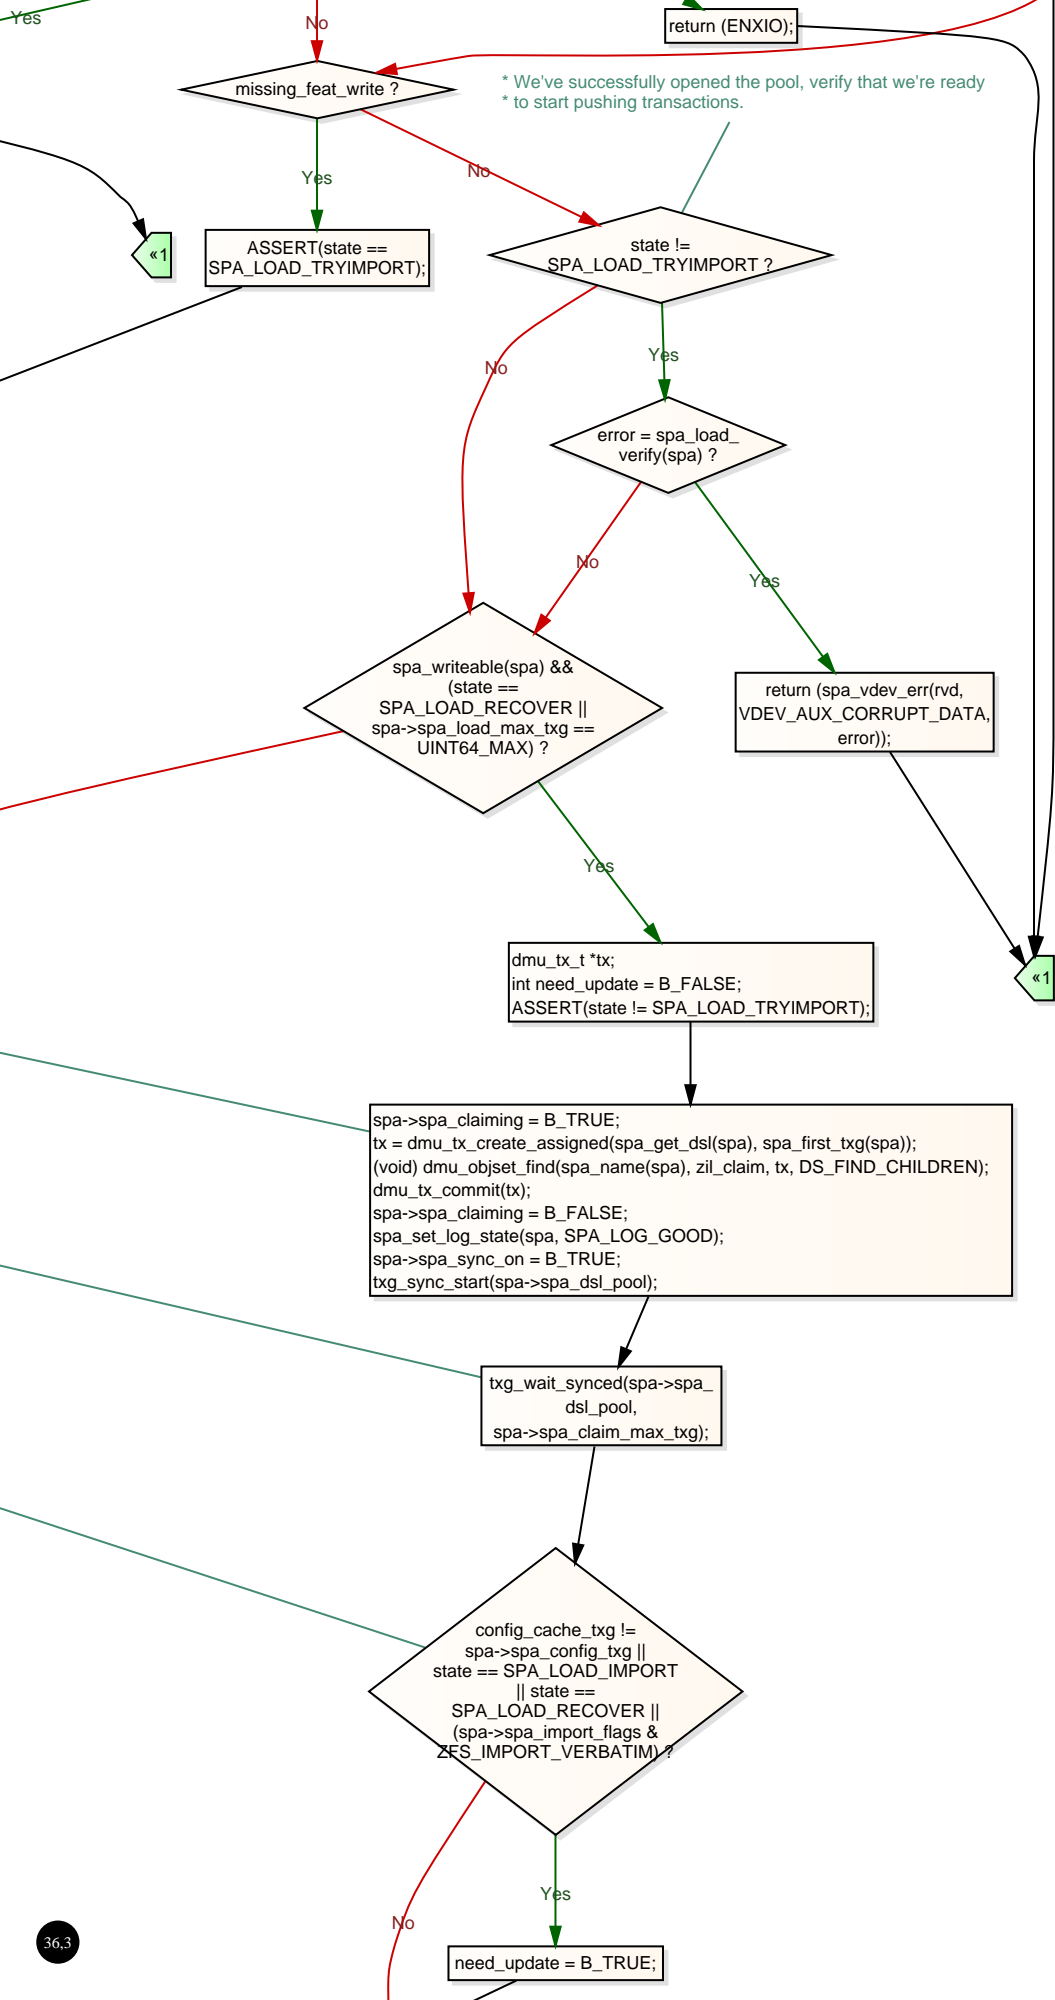 Yes
No
return (ENXIO);
missing_feat_write ?
* We've successfully opened the pool, verify that we're ready
* to start pushing transactions.
Yes
No
«1
ASSERT(state ==
SPA_LOAD_TRYIMPORT);
state !=
SPA_LOAD_TRYIMPORT ?
No
Yes
error = spa_load_
verify(spa) ?
No
Yes
spa_writeable(spa) &&
(state ==
SPA_LOAD_RECOVER ||
spa->spa_load_max_txg ==
UINT64_MAX) ?
return (spa_vdev_err(rvd,
VDEV_AUX_CORRUPT_DATA,
error));
Yes
dmu_tx_t *tx;
int need_update = B_FALSE;
ASSERT(state != SPA_LOAD_TRYIMPORT);
«1
spa->spa_claiming = B_TRUE;
tx = dmu_tx_create_assigned(spa_get_dsl(spa), spa_first_txg(spa));
(void) dmu_objset_find(spa_name(spa), zil_claim, tx, DS_FIND_CHILDREN);
dmu_tx_commit(tx);
spa->spa_claiming = B_FALSE;
spa_set_log_state(spa, SPA_LOG_GOOD);
spa->spa_sync_on = B_TRUE;
txg_sync_start(spa->spa_dsl_pool);
txg_wait_synced(spa->spa_
dsl_pool,
spa->spa_claim_max_txg);
config_cache_txg !=
spa->spa_config_txg ||
state == SPA_LOAD_IMPORT
|| state ==
SPA_LOAD_RECOVER ||
(spa->spa_import_flags &
ZFS_IMPORT_VERBATIM) ?
Yes
No
36,3
need_update = B_TRUE;